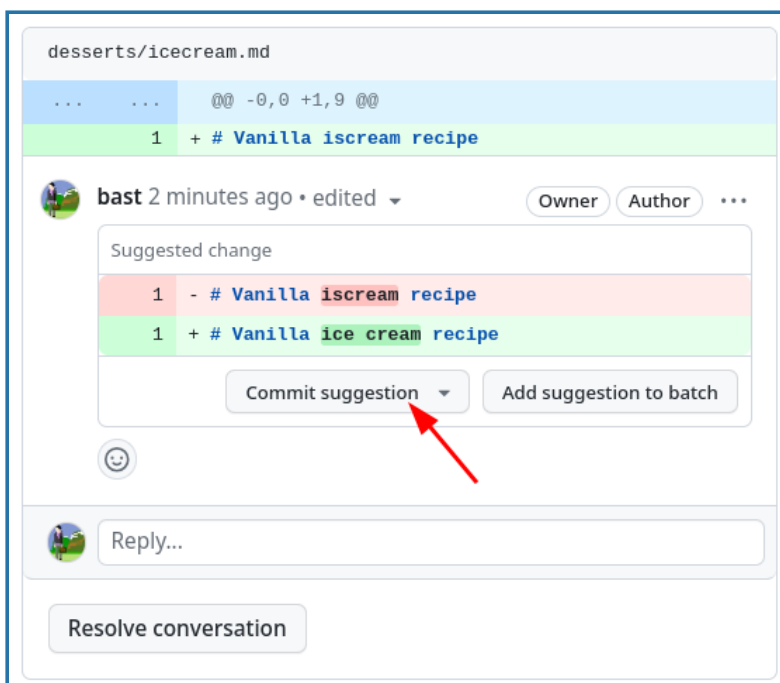 desserts/icecream.md
... ... @@ -0,0 +1,9 @@
1 + # Vanilla iscream recipe
bast 2 minutes ago • edited Owner Author ...
Suggested change
1 - # Vanilla iscream recipe
1 + # Vanilla ice cream recipe
Commit suggestion Add suggestion to batch
Reply...
Resolve conversation